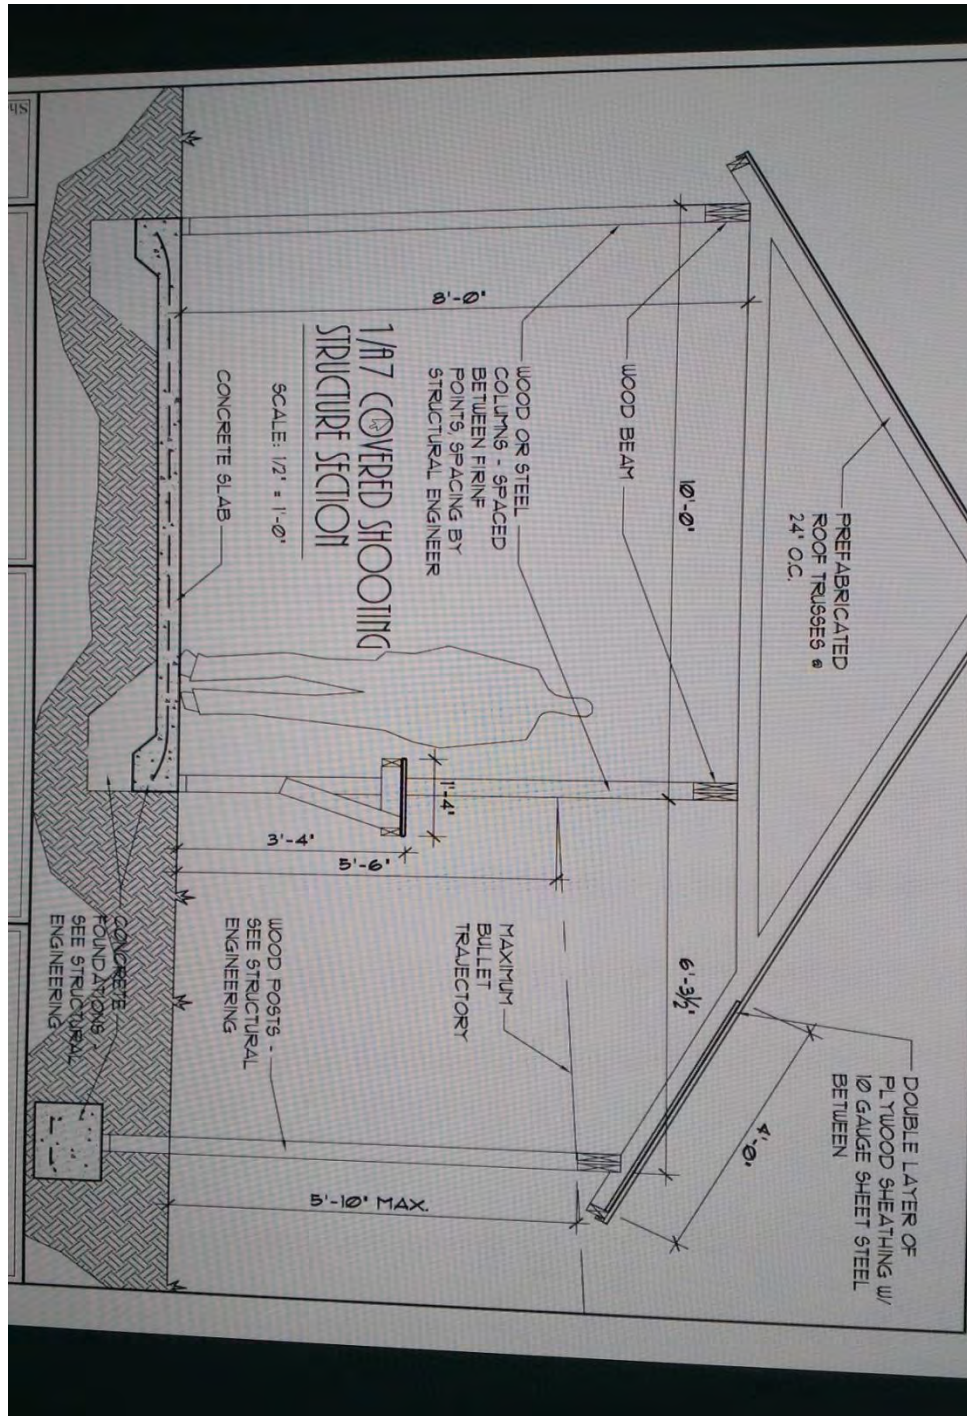 PREFABRICATED
ROOF TRUSSES @
24" O.C.
DOUBLE LAYER OF
PLYWOOD SHEATHING W/
10 GAUGE SHEET STEEL
BETWEEN
4'-0"
10'-0"
6'-3½"
WOOD BEAM
WOOD OR STEEL
COLUMNS - SPACED
BETWEEN FIRINF
POINTS, SPACING BY
STRUCTURAL ENGINEER
8'-0"
MAXIMUM
BULLET
TRAJECTORY
1'-4"
1/A7 COVERED SHOOTING
STRUCTURE SECTION
SCALE: 1/2" = 1'-0"
3'-4"
5'-6"
5'-10" MAX.
CONCRETE SLAB
WOOD POSTS -
SEE STRUCTURAL
ENGINEERING
CONCRETE
FOUNDATIONS -
SEE STRUCTURAL
ENGINEERING